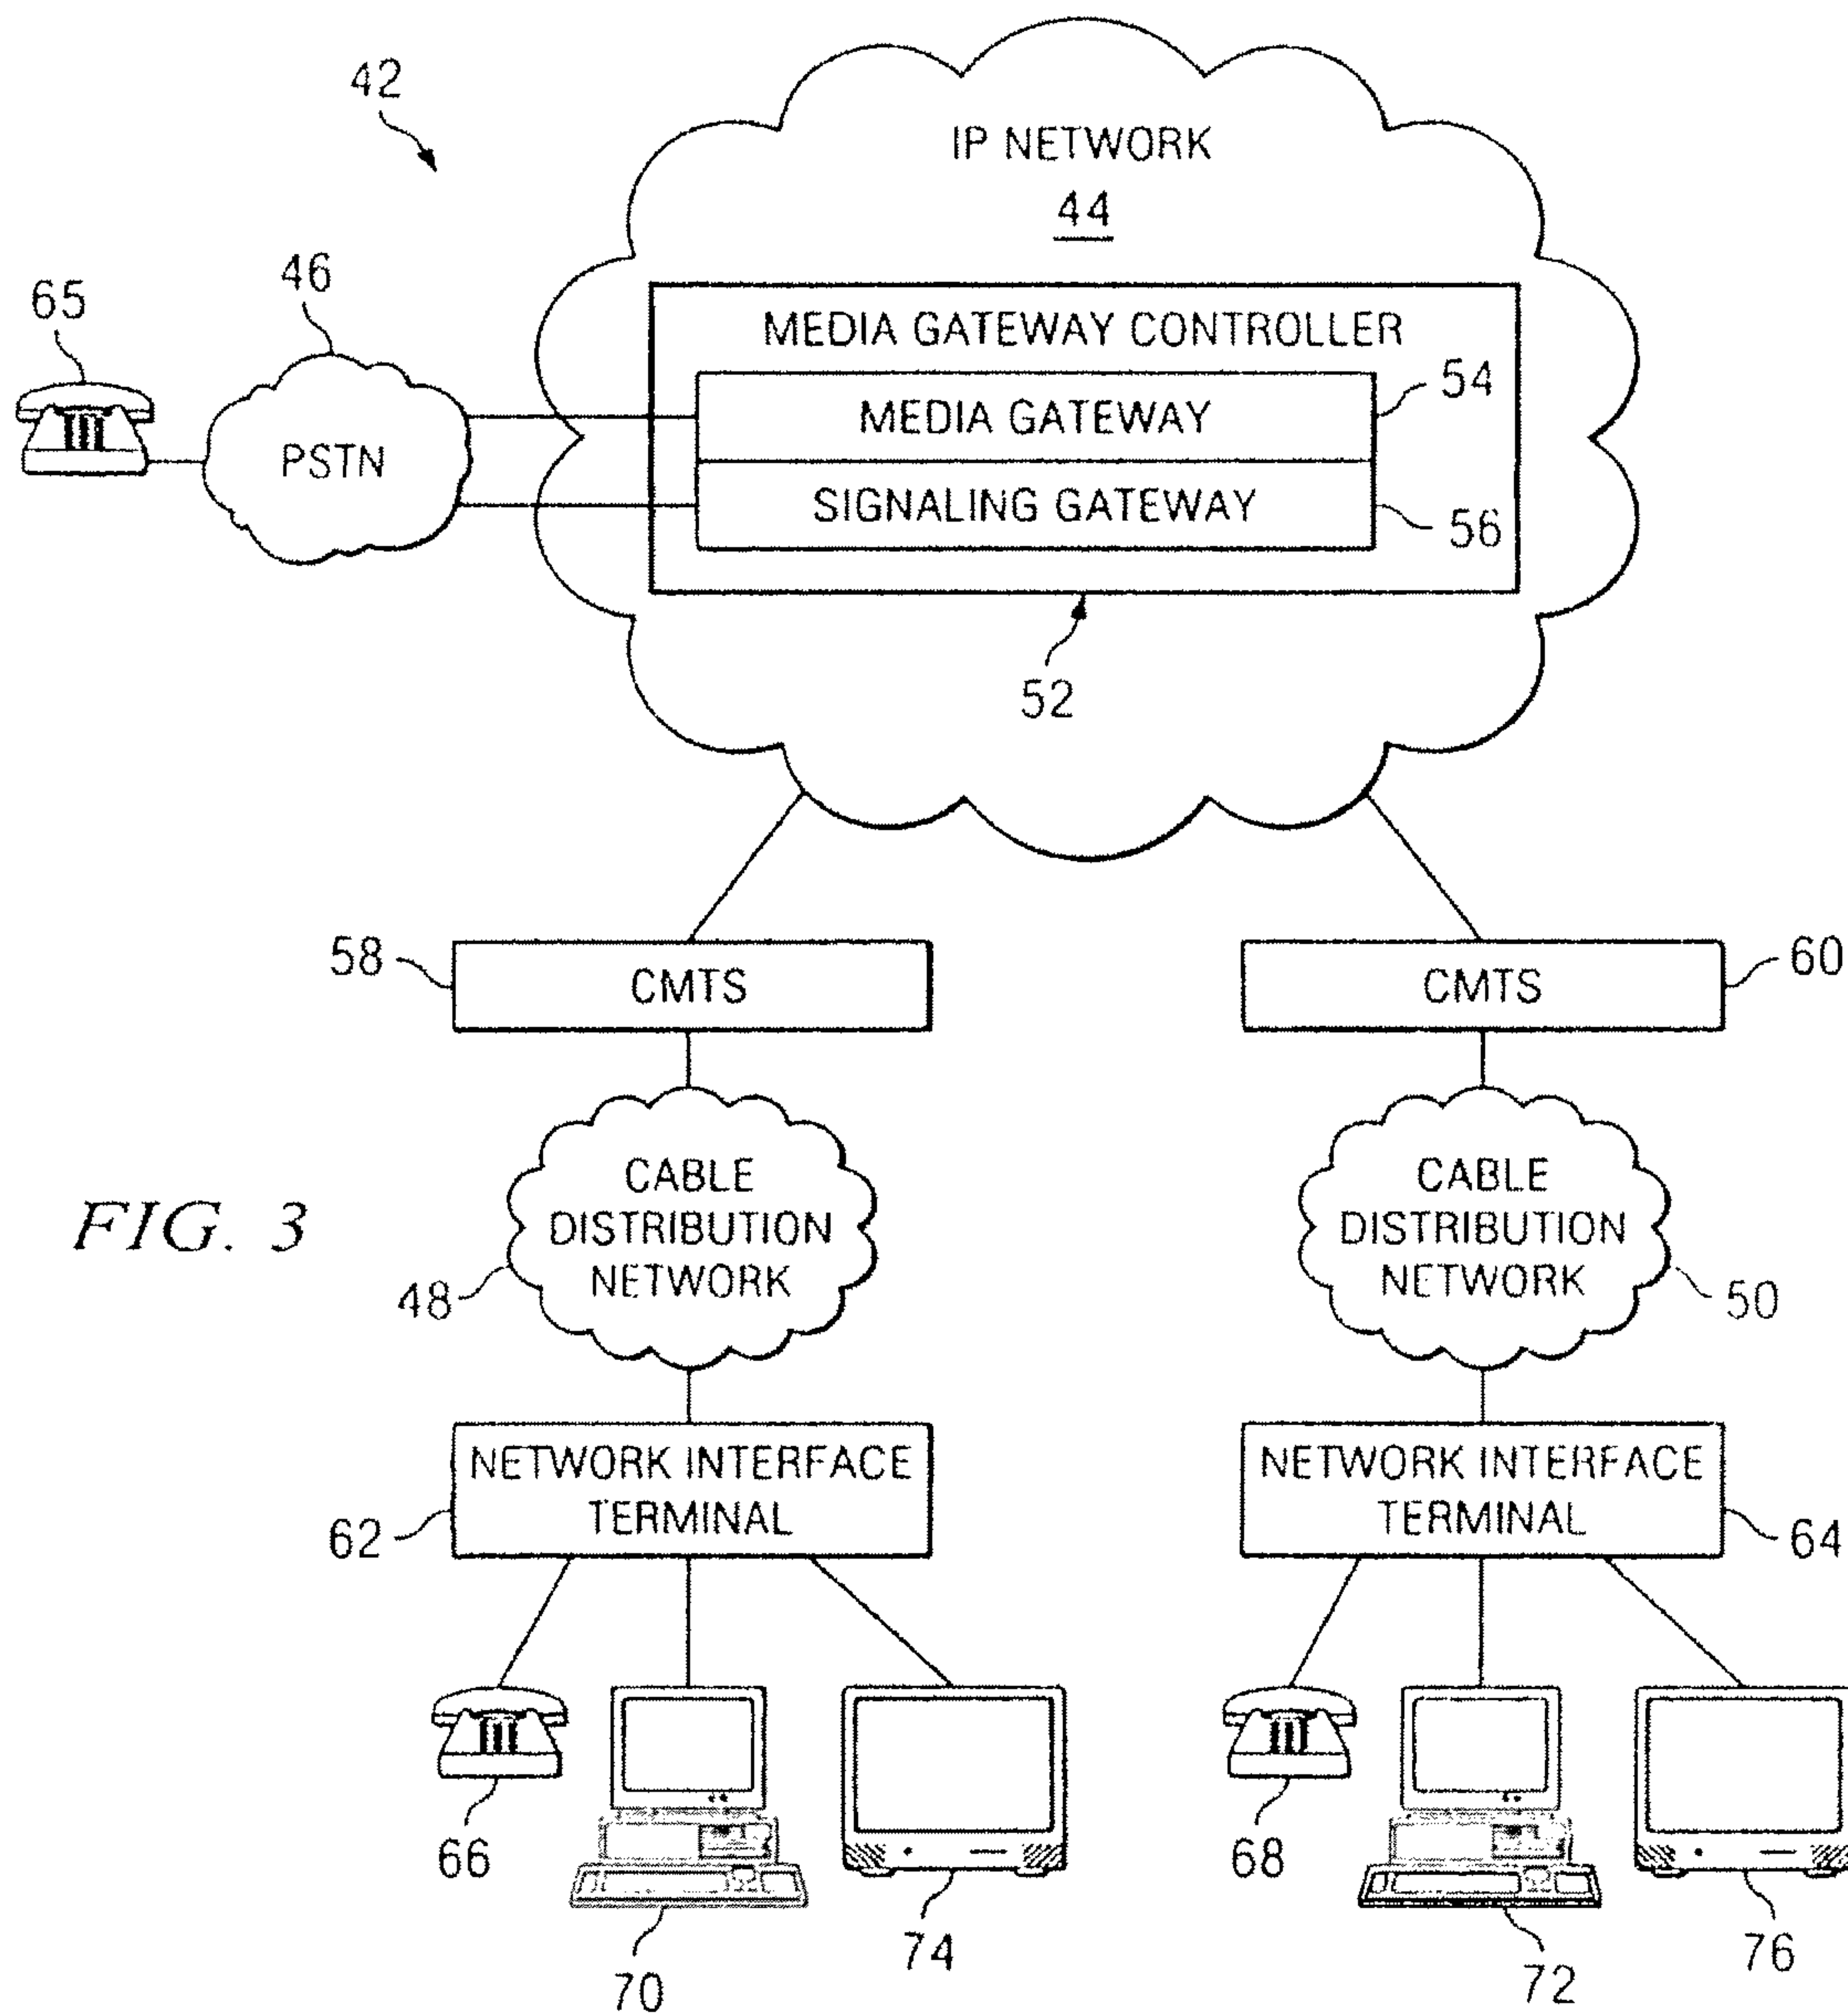 42
IP NETWORK
44
65
46
MEDIA GATEWAY CONTROLLER
54
MEDIA GATEWAY
PSTN
SIGNALING GATEWAY
56
52
58
CMTS
CMTS
60
FIG. 3
CABLE
DISTRIBUTION
NETWORK
48
CABLE
DISTRIBUTION
NETWORK
50
NETWORK INTERFACE
TERMINAL
62
NETWORK INTERFACE
TERMINAL
64
66
70
74
68
72
76